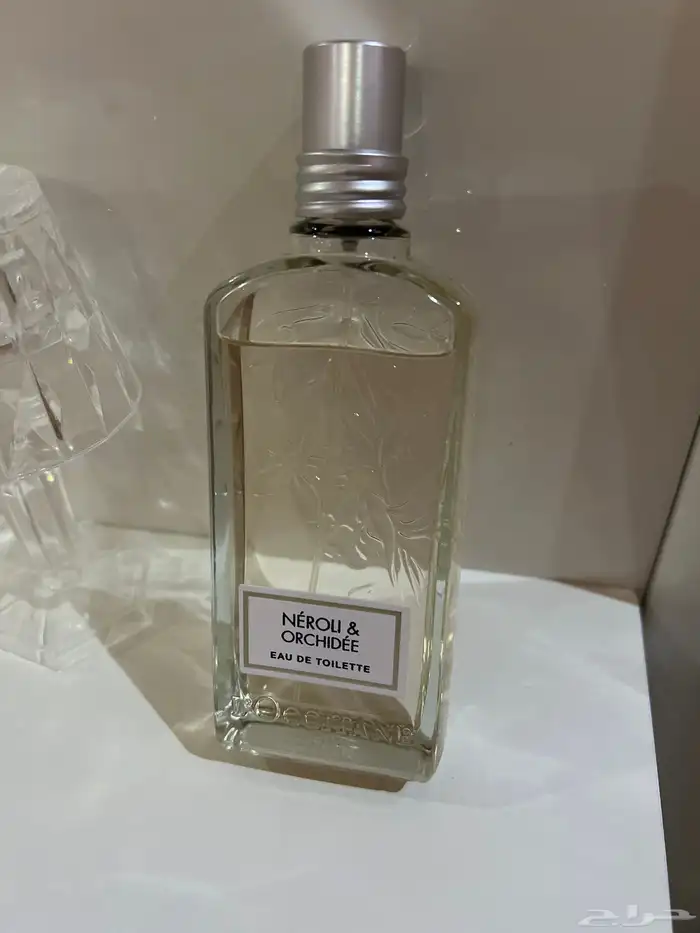 NÉROLI &
ORCHIDÉE
EAU DE TOILETTE
L'OCCITANE
حراج